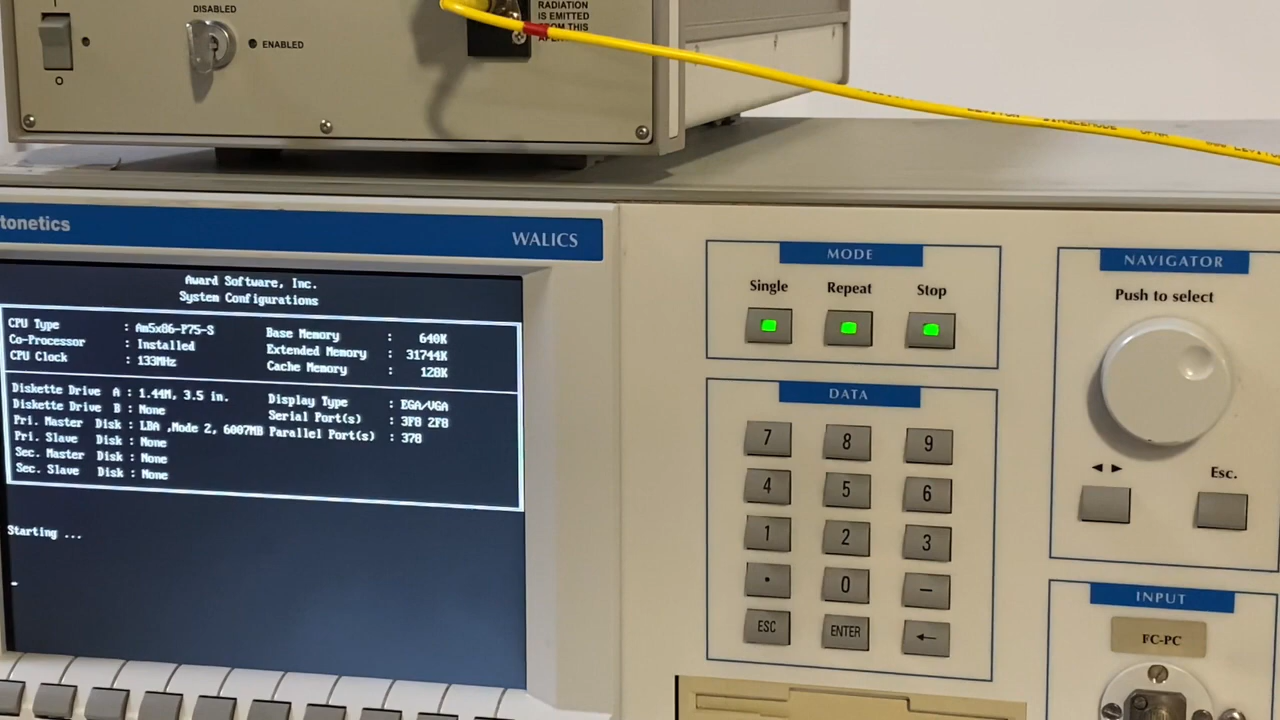 DISABLED
ENABLED
RADIATION
IS EMITTED
FROM THIS
I
O
SINGLEMODE
tonetics
WALICS
Award Software, Inc.
System Configurations
CPU Type : Am5x86-P75-S
Co-Processor : Installed
CPU Clock : 133MHz
Base Memory : 640K
Extended Memory : 31744K
Cache Memory : 128K
Diskette Drive A : 1.44M, 3.5 in.
Diskette Drive B : None
Pri. Master Disk : LBA ,Mode 2, 6007MB
Pri. Slave Disk : None
Sec. Master Disk : None
Sec. Slave Disk : None
Display Type : EGA/VGA
Serial Port(s) : 3F8 2F8
Parallel Port(s) : 378
Starting ...
MODE
Single Repeat Stop
DATA
7 8 9
4 5 6
1 2 3
. 0 –
ESC ENTER ←
NAVIGATOR
Push to select
◄ ►
Esc.
INPUT
FC-PC